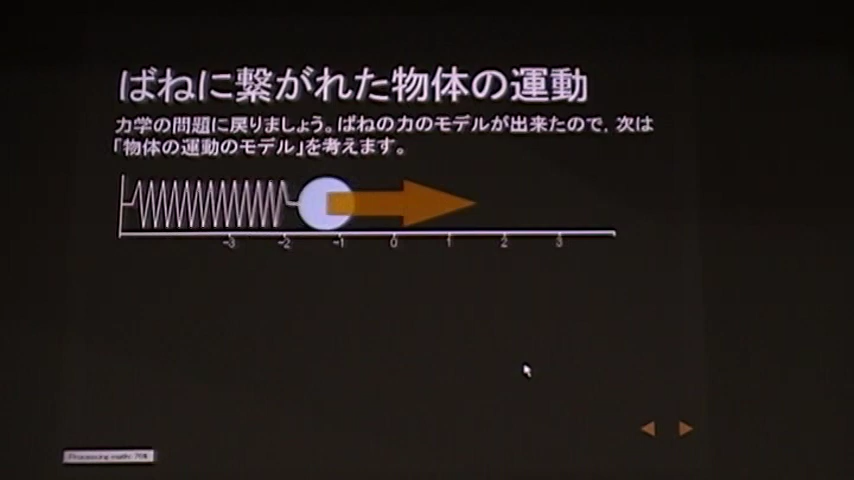 ばねに繋がれた物体の運動
力学の問題に戻りましょう。ばねの力のモデルが出来たので, 次は
「物体の運動のモデル」を考えます。
-3 -2 -1 0 1 2 3
Processing math: 76%